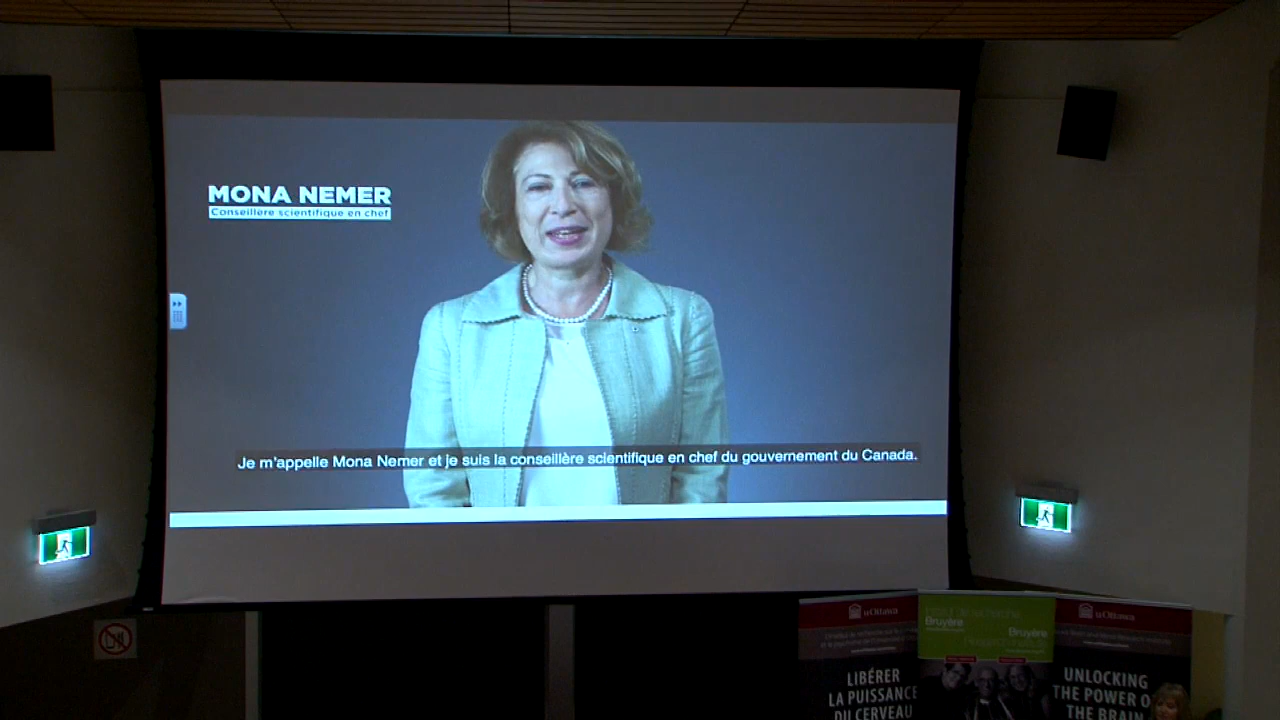 MONA NEMER
Conseillère scientifique en chef
Je m'appelle Mona Nemer et je suis la conseillère scientifique en chef du gouvernement du Canada.
uOttawa
LIBÉRER
LA PUISSANCE
DU CERVEAU
Bruyère
Bruyère
uOttawa
UNLOCKING
THE POWER O
THE BRAIN